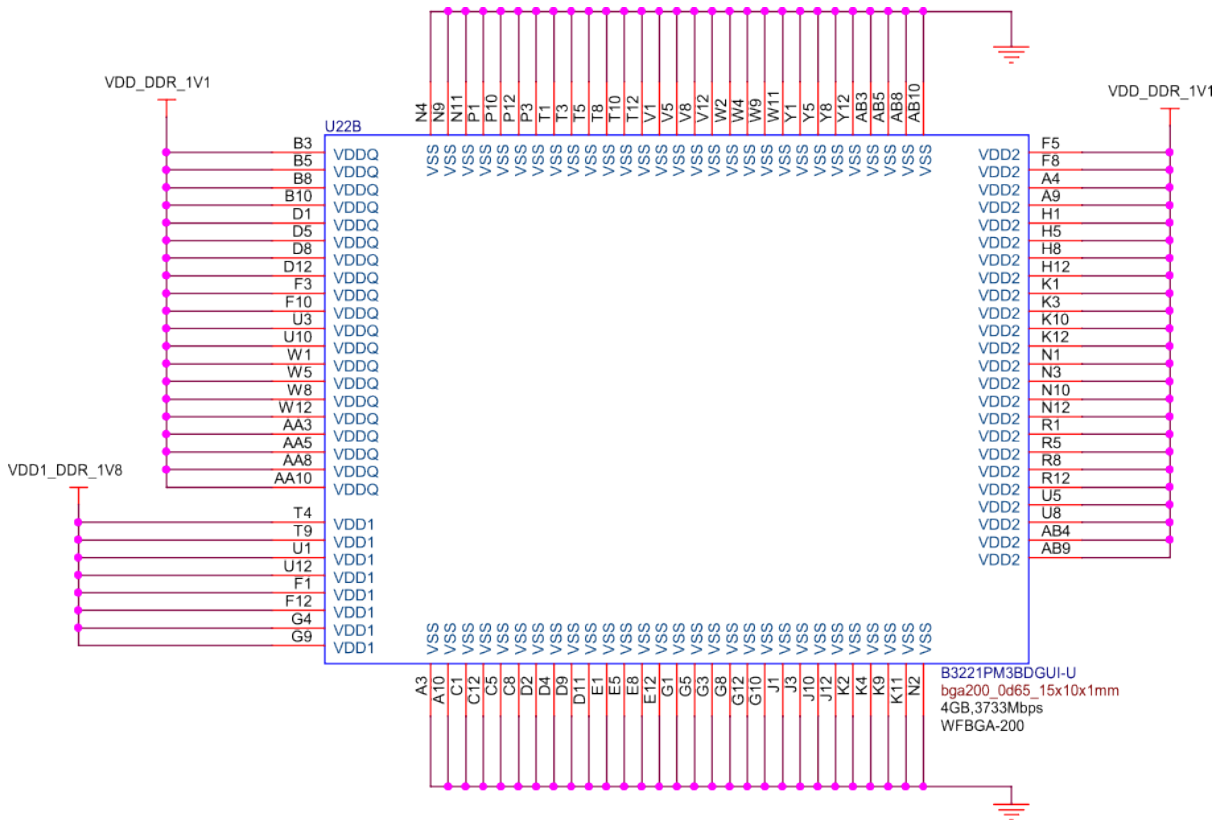 VDD_DDR_1V1
VDD_DDR_1V1
N4 N9 N11 P1 P10 P12 P3 T1 T3 T5 T8 T10 T12 V1 V5 V8 V12 W2 W4 W9 W11 Y1 Y5 Y8 Y12 AB3 AB5 AB8 AB10
U22B
VSS VSS VSS VSS VSS VSS VSS VSS VSS VSS VSS VSS VSS VSS VSS VSS VSS VSS VSS VSS VSS VSS VSS VSS VSS VSS VSS VSS VSS
B3 VDDQ
B5 VDDQ
B8 VDDQ
B10 VDDQ
D1 VDDQ
D5 VDDQ
D8 VDDQ
D12 VDDQ
F3 VDDQ
F10 VDDQ
U3 VDDQ
U10 VDDQ
W1 VDDQ
W5 VDDQ
W8 VDDQ
W12 VDDQ
AA3 VDDQ
AA5 VDDQ
AA8 VDDQ
AA10 VDDQ
VDD1_DDR_1V8
T4 VDD1
T9 VDD1
U1 VDD1
U12 VDD1
F1 VDD1
F12 VDD1
G4 VDD1
G9 VDD1
VDD2 F5
VDD2 F8
VDD2 A4
VDD2 A9
VDD2 H1
VDD2 H5
VDD2 H8
VDD2 H12
VDD2 K1
VDD2 K3
VDD2 K10
VDD2 K12
VDD2 N1
VDD2 N3
VDD2 N10
VDD2 N12
VDD2 R1
VDD2 R5
VDD2 R8
VDD2 R12
VDD2 U5
VDD2 U8
VDD2 AB4
VDD2 AB9
VSS VSS VSS VSS VSS VSS VSS VSS VSS VSS VSS VSS VSS VSS VSS VSS VSS VSS VSS VSS VSS VSS VSS VSS VSS VSS VSS VSS VSS
A3 A10 C1 C12 C5 C8 D2 D4 D9 D11 E1 E5 E8 E12 G1 G5 G3 G8 G12 G10 J1 J3 J10 J12 K2 K4 K9 K11 N2
B3221PM3BDGUI-U
bga200_0d65_15x10x1mm
4GB,3733Mbps
WFBGA-200